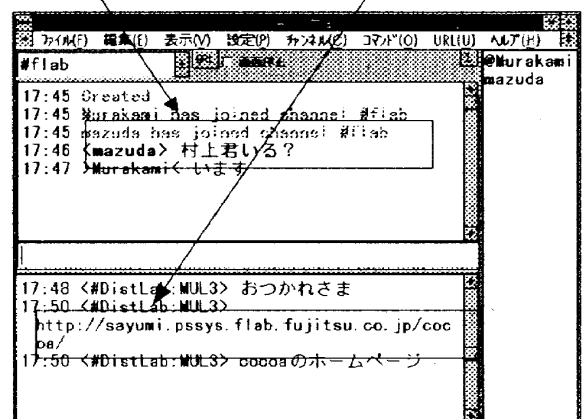 ファイル(F) 編集(E) 表示(V) 設定(P) チャンネル(C) コマンド(O) URL(U) ヘルプ(H)
#flab
@Murakami
mazuda
17:45 Created
17:45 Murakami has joined channel #flab
17:45 mazuda has joined channel #flab
17:46 <mazuda> 村上君いる？
17:47 >Murakami< います
17:48 <#DistLab:MUL3> おつかれさま
17:50 <#DistLab:MUL3>
http://sayumi.pssys.flab.fujitsu.co.jp/coc
oa/
17:50 <#DistLab:MUL3> cocoaのホームページ